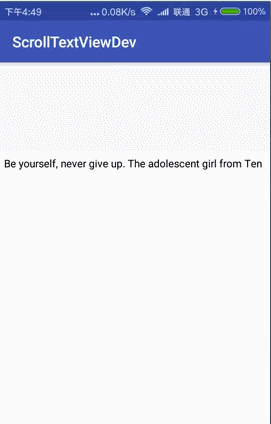 下午4:49 ... 0.08K/s 联通 3G 100%
ScrollTextViewDev
Be yourself, never give up. The adolescent girl from Ten